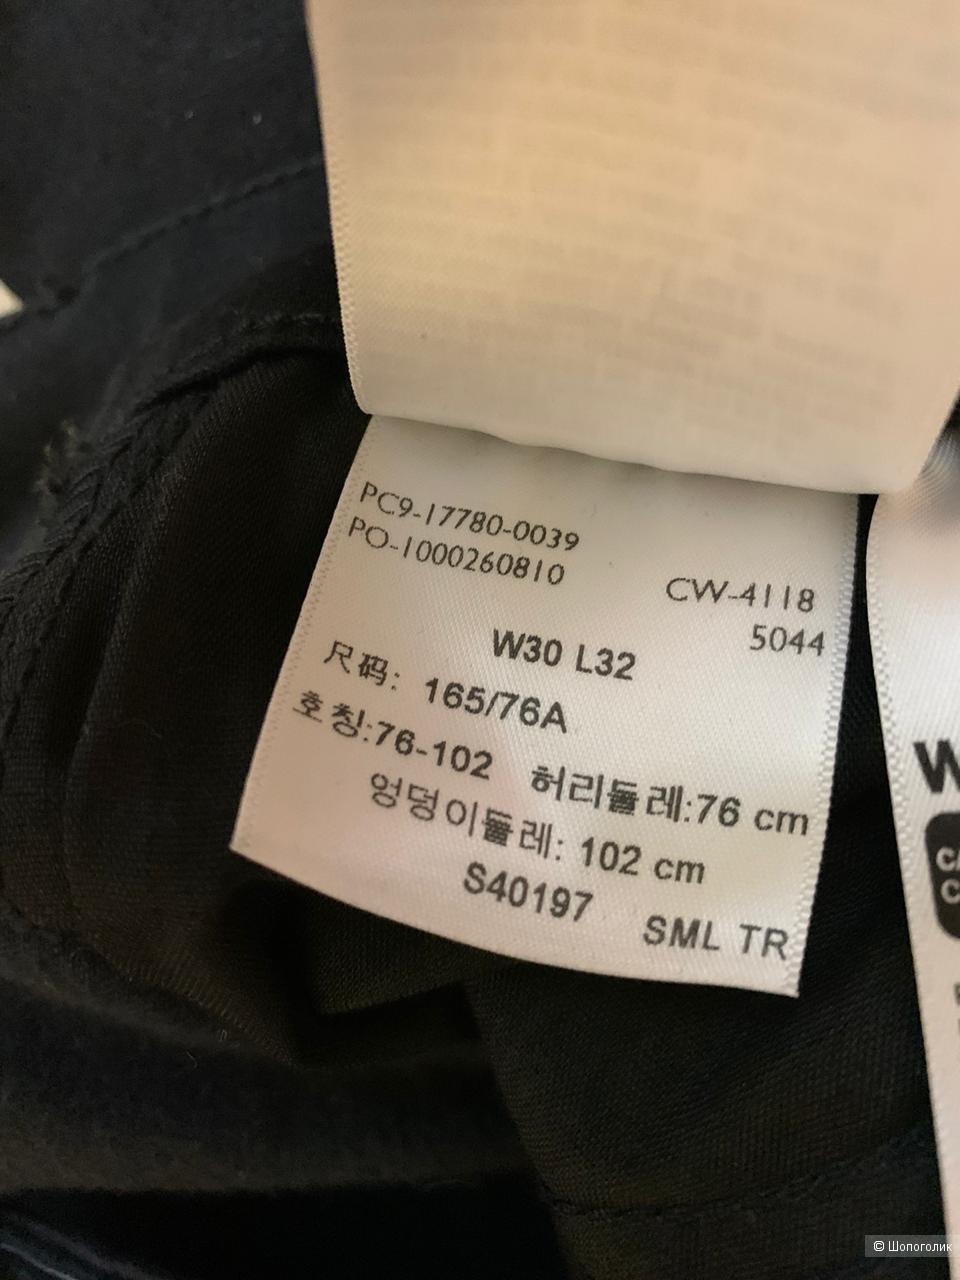 PC9-17780-0039
PO-1000260810
CW-4118
5044
W30 L32
尺码: 165/76A
호칭:76-102 허리둘레:76 cm
엉덩이둘레: 102 cm
S40197 SML TR
W
© Шопоголик